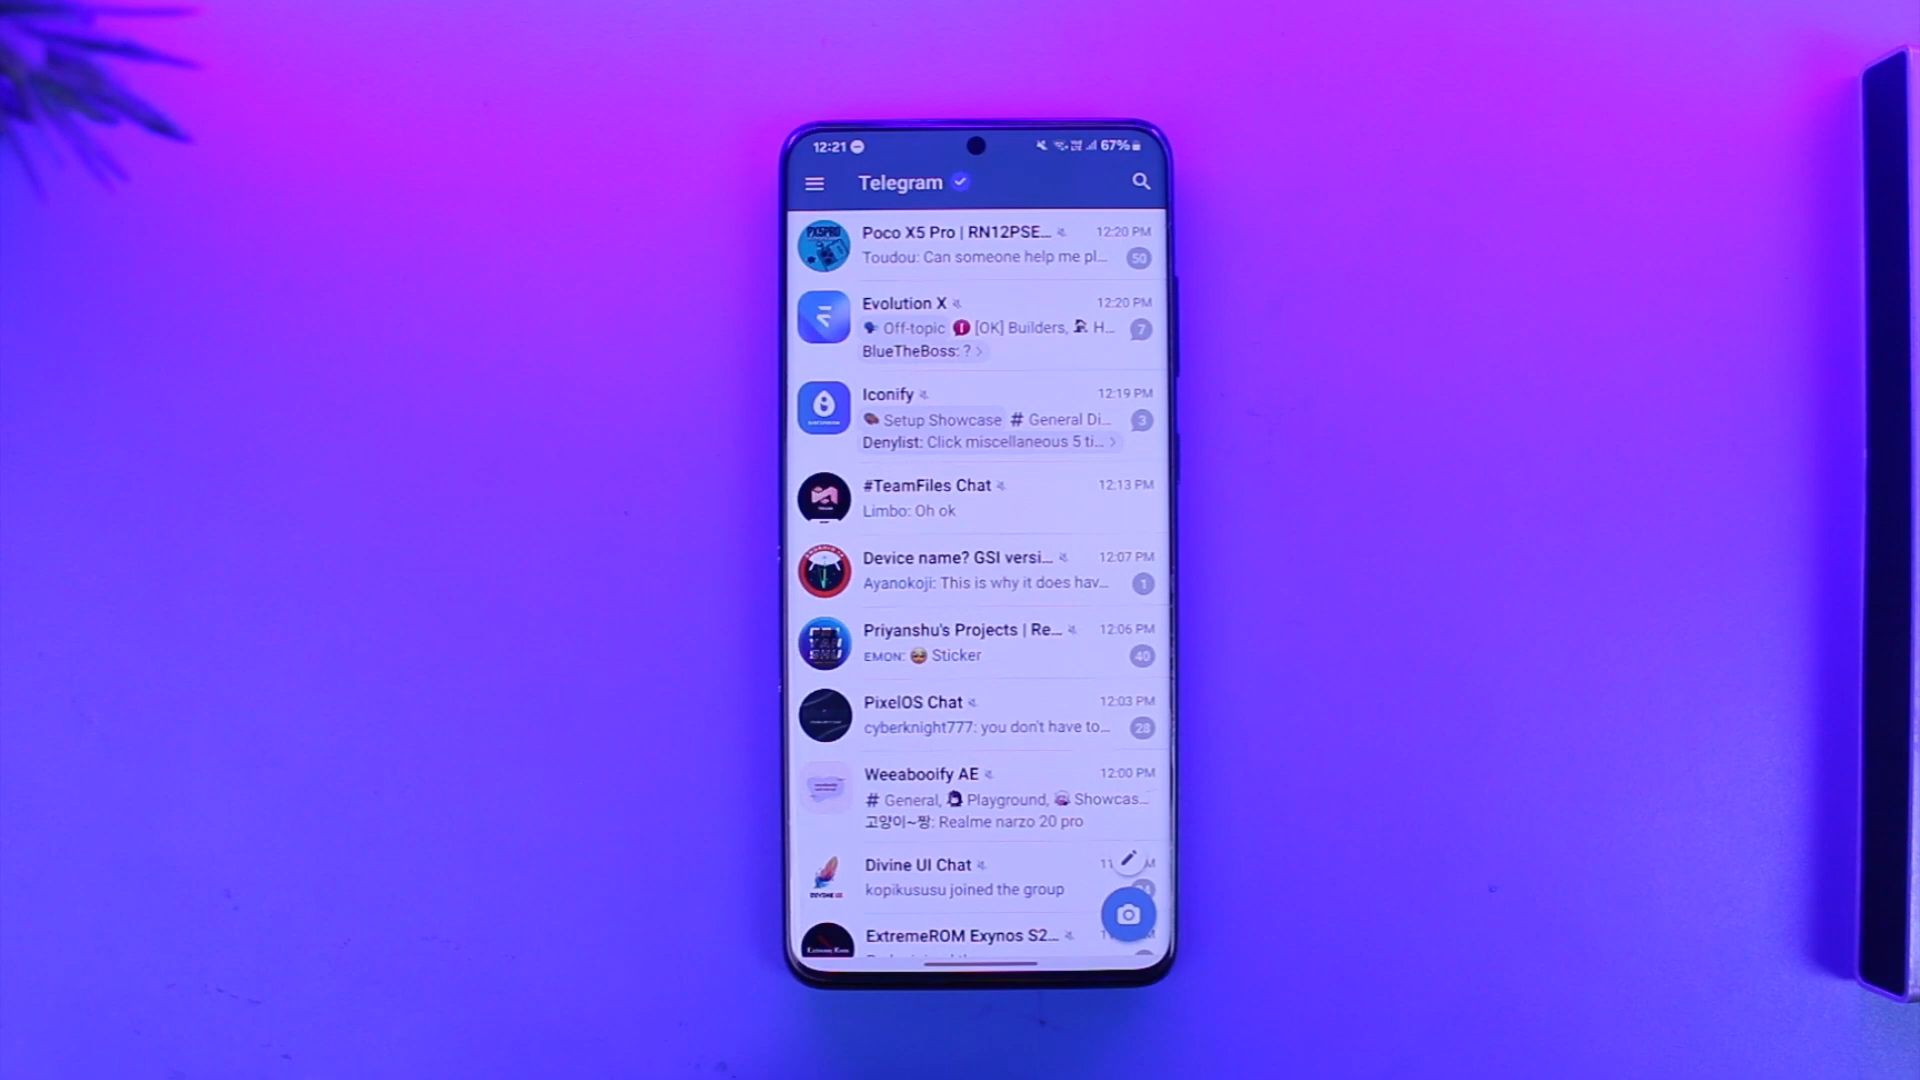 12:21 67%
Telegram
PX5PRO
Poco X5 Pro | RN12PSE... 12:20 PM
Toudou: Can someone help me pl... 50
Evolution X 12:20 PM
Off-topic [OK] Builders, H... 7
BlueTheBoss: ? >
Iconify 12:19 PM
Setup Showcase # General Di... 3
Denylist: Click miscellaneous 5 ti... >
#TeamFiles Chat 12:13 PM
Limbo: Oh ok
Device name? GSI versi... 12:07 PM
Ayanokoji: This is why it does hav... 1
Priyanshu's Projects | Re... 12:06 PM
EMON: Sticker 40
PixelOS Chat 12:03 PM
cyberknight777: you don't have to... 28
Weeabooify AE 12:00 PM
# General, Playground, Showcas...
고양이~짱: Realme narzo 20 pro
Divine UI Chat
kopikususu joined the group
DIVINE UI
ExtremeROM Exynos S2...